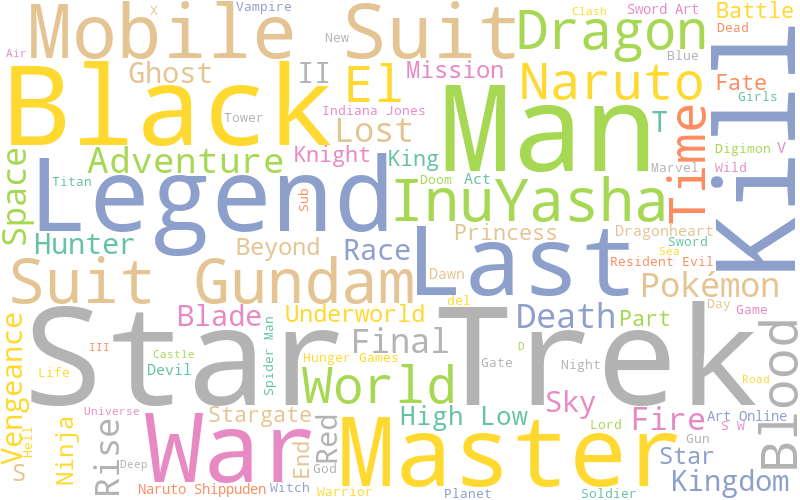 Vampire
Sword Art
Clash
Battle
X
Mobile Suit
Dragon
New
Dead
Air
Black
Ghost
II
El
Mission
Naruto
Blue
Kill
Fate
Girls
Tower
Indiana Jones
Man
Time
T
Lost
Digimon
V
Space
Adventure
Knight
King
Marvel
Wild
Titan
Legend
Sub
Doom
Act
InuYasha
Hunter
Beyond
Race
Princess
Dragonheart
Sword
Sea
Last
Resident Evil
Suit Gundam
Dawn
Pokémon
del
Day
Game
Blade
Underworld
Death
Part
Star Trek
Spider Man
Final
Vengeance
III
Castle
Hunger Games
Gate
D
Night
Blood
Life
Devil
World
Road
Universe
Stargate
High Low
Sky
Fire
Art Online
Ninja
Hell
War
Red
Master
Lord
S W
Rise
Gun
Deep
End
God
Star
S
Kingdom
Naruto Shippuden
Witch
Warrior
Planet
Soldier